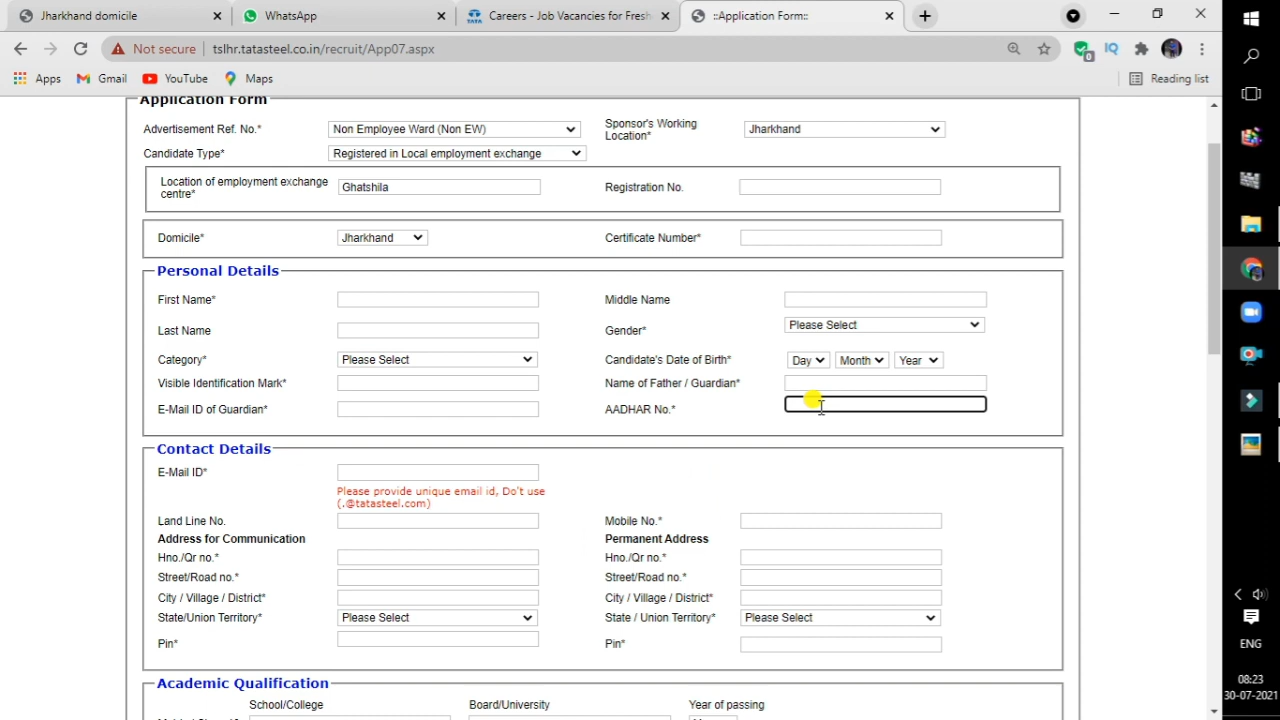 Jharkhand domicile
WhatsApp
Careers - Job Vacancies for Fresh
::Application Form::
Not secure
tslhr.tatasteel.co.in/recruit/App07.aspx
0
IQ
Apps
Gmail
YouTube
Maps
Reading list
Application Form
Advertisement Ref. No.*
Non Employee Ward (Non EW)
Sponsor's Working
Location*
Jharkhand
Candidate Type*
Registered in Local employment exchange
Location of employment exchange
centre*
Ghatshila
Registration No.
Domicile*
Jharkhand
Certificate Number*
Personal Details
First Name*
Middle Name
Last Name
Gender*
Please Select
Category*
Please Select
Candidate's Date of Birth*
Day
Month
Year
Visible Identification Mark*
Name of Father / Guardian*
E-Mail ID of Guardian*
AADHAR No.*
Contact Details
E-Mail ID*
Please provide unique email id, Do't use
(.@tatasteel.com)
Land Line No.
Mobile No.*
Address for Communication
Permanent Address
Hno./Qr no.*
Hno./Qr no.*
Street/Road no.*
Street/Road no.*
City / Village / District*
City / Village / District*
State/Union Territory*
Please Select
State / Union Territory*
Please Select
Pin*
Pin*
Academic Qualification
School/College
Board/University
Year of passing
ENG
08:23
30-07-2021